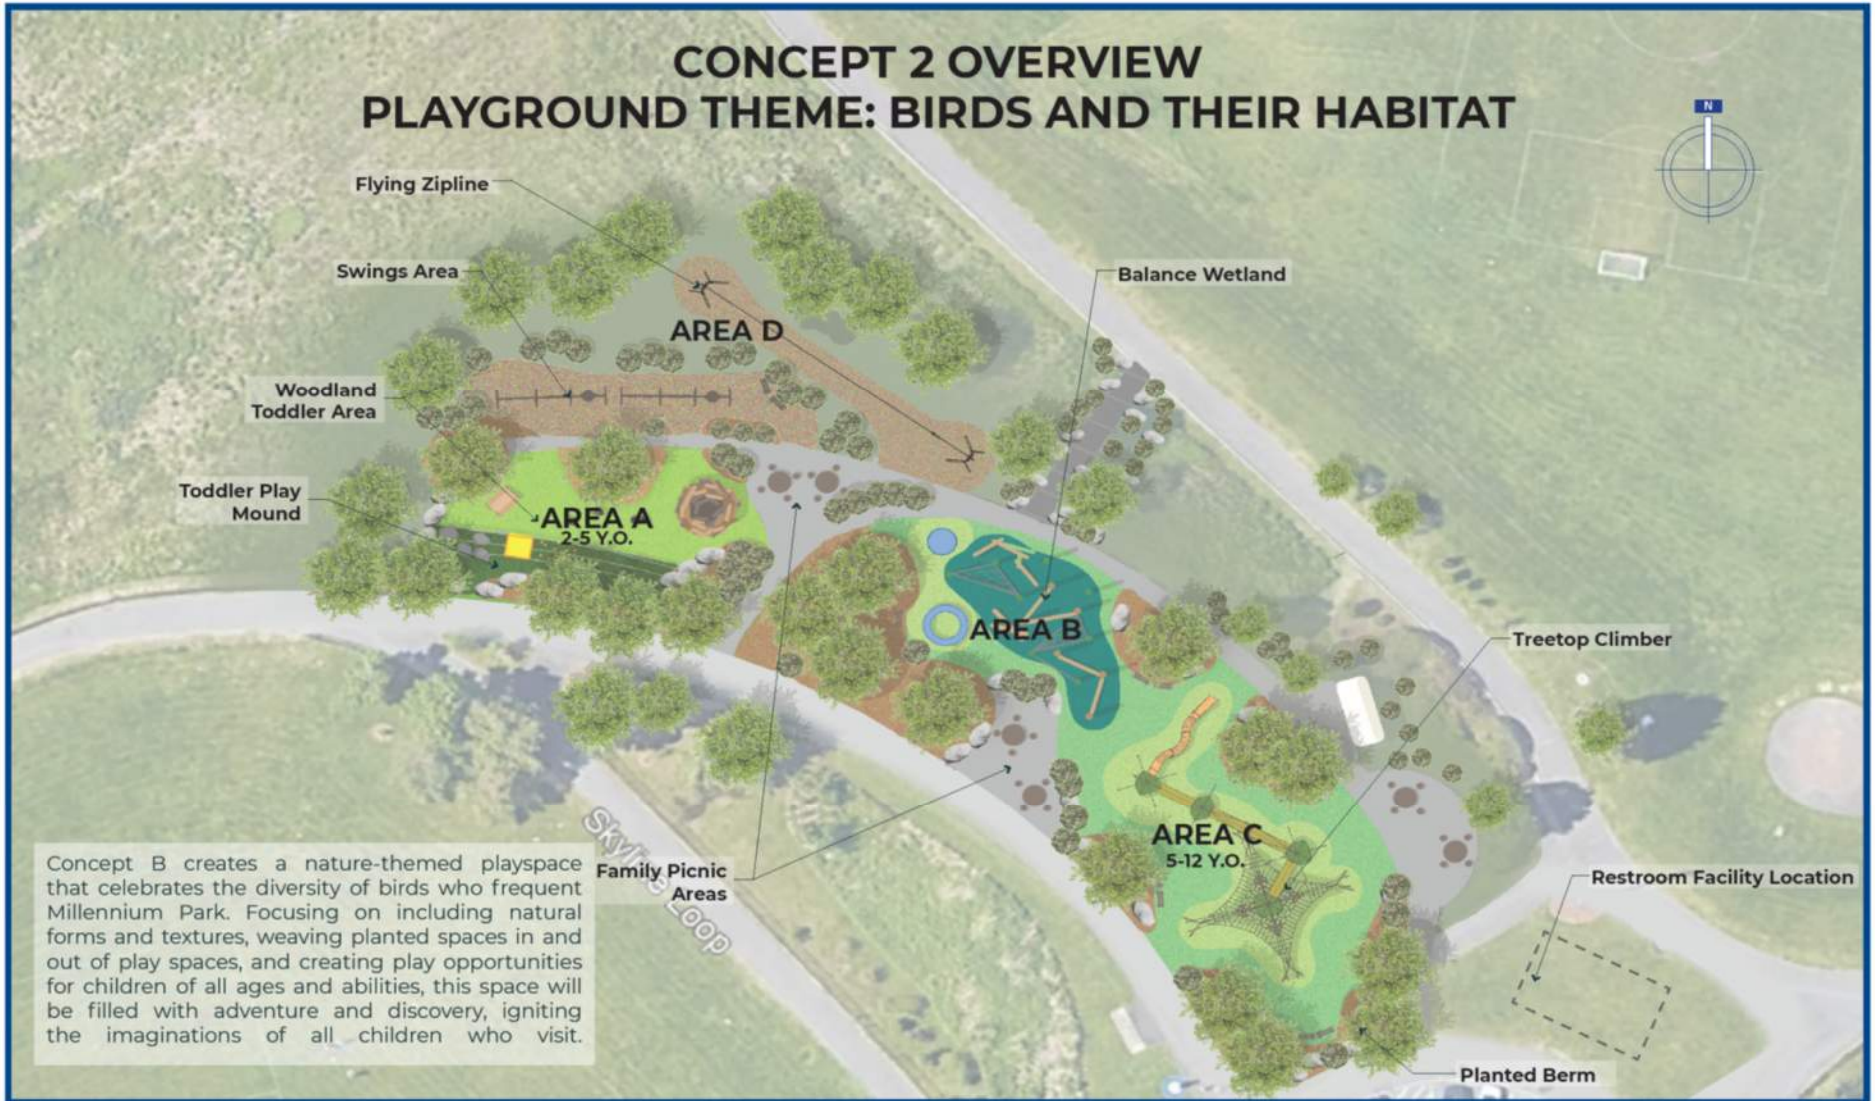 CONCEPT 2 OVERVIEW
PLAYGROUND THEME: BIRDS AND THEIR HABITAT
N
Flying Zipline
Swings Area
Balance Wetland
AREA D
Woodland
Toddler Area
Toddler Play
Mound
AREA A
2-5 Y.O.
AREA B
Treetop Climber
AREA C
5-12 Y.O.
Skyline Loop
Family Picnic
Areas
Restroom Facility Location
Planted Berm
Concept B creates a nature-themed playspace
that celebrates the diversity of birds who frequent
Millennium Park. Focusing on including natural
forms and textures, weaving planted spaces in and
out of play spaces, and creating play opportunities
for children of all ages and abilities, this space will
be filled with adventure and discovery, igniting
the imaginations of all children who visit.